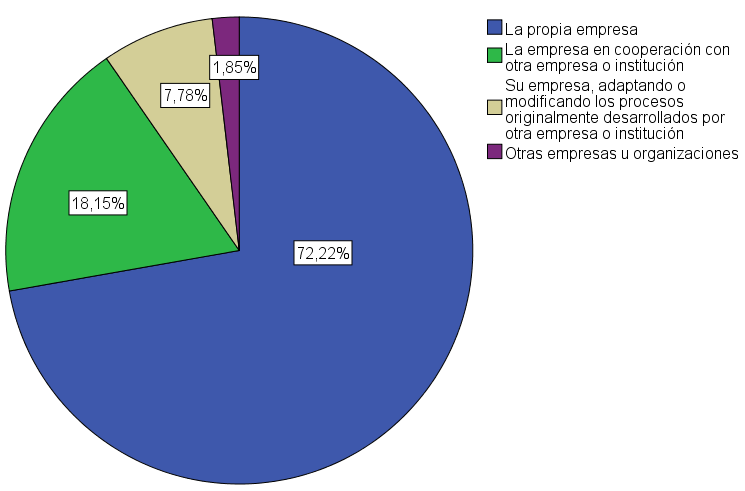 La propia empresa
La empresa en cooperación con
otra empresa o institución
Su empresa, adaptando o
modificando los procesos
originalmente desarrollados por
otra empresa o institución
Otras empresas u organizaciones
1,85%
7,78%
18,15%
72,22%